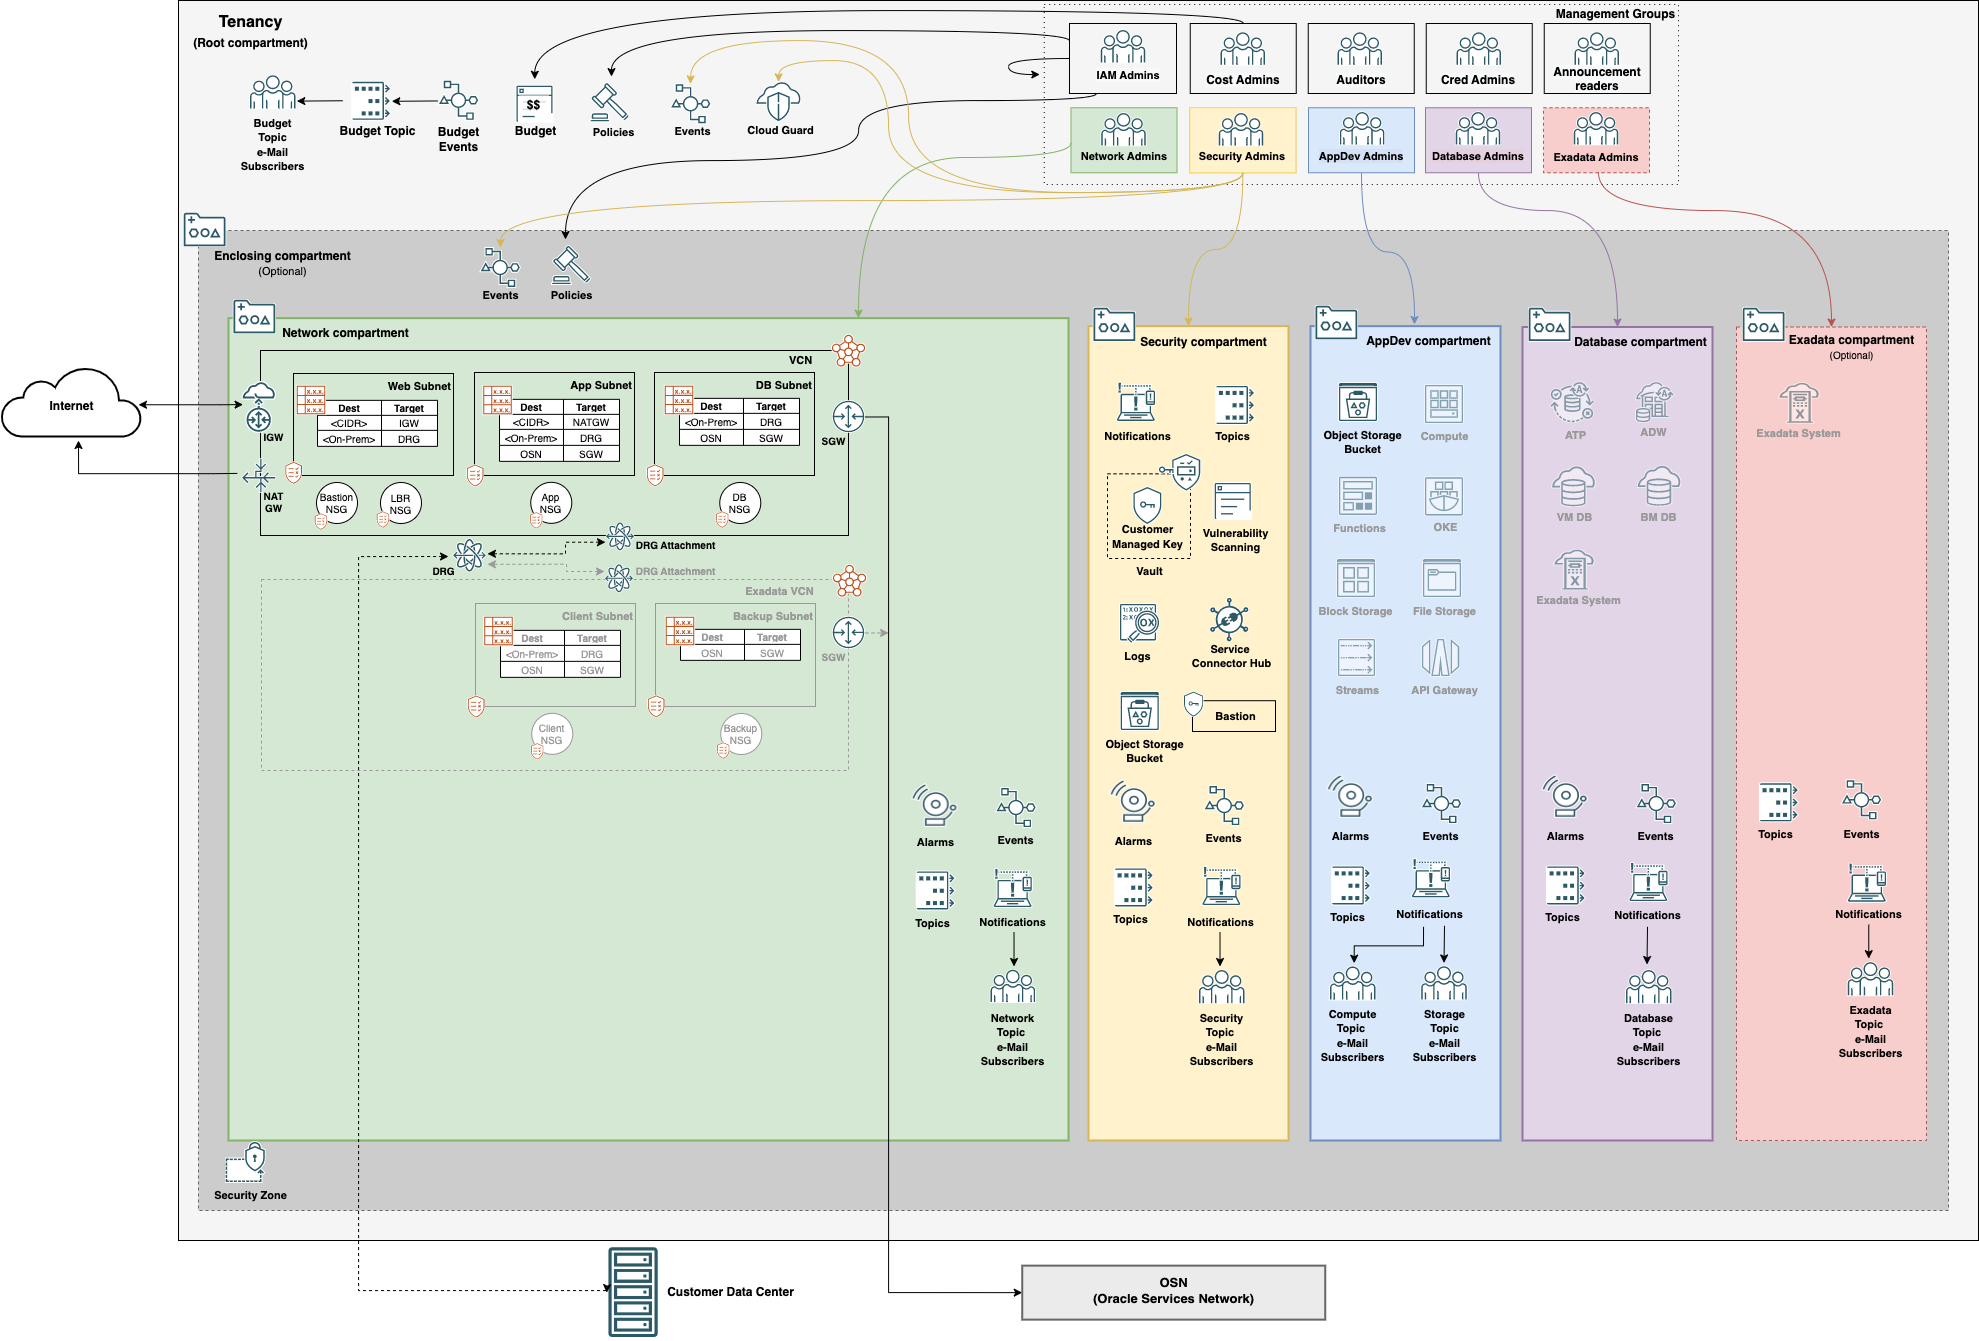 Tenancy
(Root compartment)
Management Groups
IAM Admins
Cost Admins
Auditors
Cred Admins
Announcement
readers
Network Admins
Security Admins
AppDev Admins
Database Admins
Exadata Admins
Budget
Topic
e-Mail
Subscribers
Budget Topic
Budget
Events
$$
Budget
Policies
Events
Cloud Guard
Enclosing compartment
(Optional)
Events
Policies
Internet
Network compartment
VCN
IGW
NAT
GW
Web Subnet
x.x.x.
x.x.x.
Dest Target
<CIDR> IGW
<On-Prem> DRG
App Subnet
x.x.x.
x.x.x.
Dest Target
<CIDR> NATGW
<On-Prem> DRG
OSN SGW
DB Subnet
x.x.x.
x.x.x.
Dest Target
<On-Prem> DRG
OSN SGW
SGW
Bastion
NSG
LBR
NSG
App
NSG
DB
NSG
DRG
DRG Attachment
DRG Attachment
Exadata VCN
Client Subnet
x.x.x.
x.x.x.
Dest Target
<On-Prem> DRG
OSN SGW
Backup Subnet
x.x.x.
x.x.x.
Dest Target
OSN SGW
SGW
Client
NSG
Backup
NSG
Alarms
Events
Topics
Notifications
Network
Topic
e-Mail
Subscribers
Security compartment
Notifications
Topics
Customer
Managed Key
Vault
Vulnerability
Scanning
Logs
Service
Connector Hub
Object Storage
Bucket
Bastion
Alarms
Events
Topics
Notifications
Security
Topic
e-Mail
Subscribers
AppDev compartment
Object Storage
Bucket
Compute
Functions
OKE
Block Storage
File Storage
Streams
API Gateway
Alarms
Events
Topics
Notifications
Compute
Topic
e-Mail
Subscribers
Storage
Topic
e-Mail
Subscribers
Database compartment
ATP
ADW
VM DB
BM DB
X
Exadata System
Alarms
Events
Topics
Notifications
Database
Topic
e-Mail
Subscribers
Exadata compartment
(Optional)
X
Exadata System
Topics
Events
Notifications
Exadata
Topic
e-Mail
Subscribers
Security Zone
Customer Data Center
OSN
(Oracle Services Network)